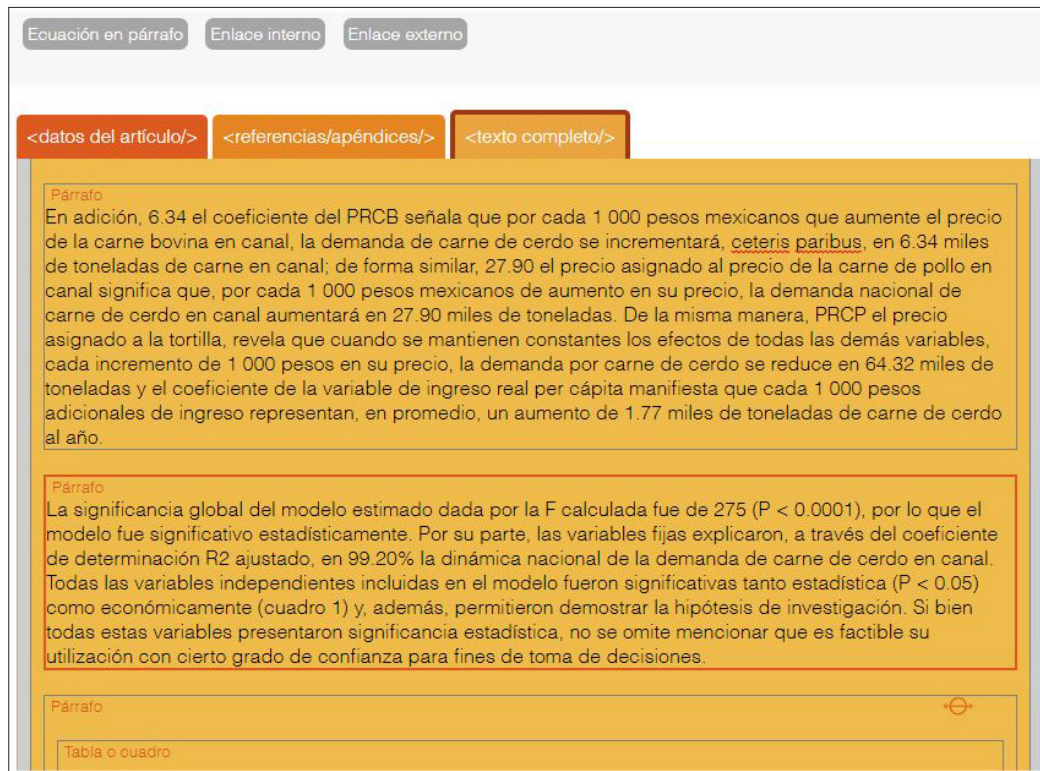 Ecuación en párrafo Enlace interno Enlace externo
<datos del artículo/> <referencias/apéndices/> <texto completo/>
Párrafo
En adición, 6.34 el coeficiente del PRCB señala que por cada 1 000 pesos mexicanos que aumente el precio
de la carne bovina en canal, la demanda de carne de cerdo se incrementará, ceteris paribus, en 6.34 miles
de toneladas de carne en canal; de forma similar, 27.90 el precio asignado al precio de la carne de pollo en
canal significa que, por cada 1 000 pesos mexicanos de aumento en su precio, la demanda nacional de
carne de cerdo en canal aumentará en 27.90 miles de toneladas. De la misma manera, PRCP el precio
asignado a la tortilla, revela que cuando se mantienen constantes los efectos de todas las demás variables,
cada incremento de 1 000 pesos en su precio, la demanda por carne de cerdo se reduce en 64.32 miles de
toneladas y el coeficiente de la variable de ingreso real per cápita manifiesta que cada 1 000 pesos
adicionales de ingreso representan, en promedio, un aumento de 1.77 miles de toneladas de carne de cerdo
al año.
Párrafo
La significancia global del modelo estimado dada por la F calculada fue de 275 (P < 0.0001), por lo que el
modelo fue significativo estadísticamente. Por su parte, las variables fijas explicaron, a través del coeficiente
de determinación R2 ajustado, en 99.20% la dinámica nacional de la demanda de carne de cerdo en canal.
Todas las variables independientes incluidas en el modelo fueron significativas tanto estadística (P < 0.05)
como económicamente (cuadro 1) y, además, permitieron demostrar la hipótesis de investigación. Si bien
todas estas variables presentaron significancia estadística, no se omite mencionar que es factible su
utilización con cierto grado de confianza para fines de toma de decisiones.
Párrafo
Tabla o cuadro